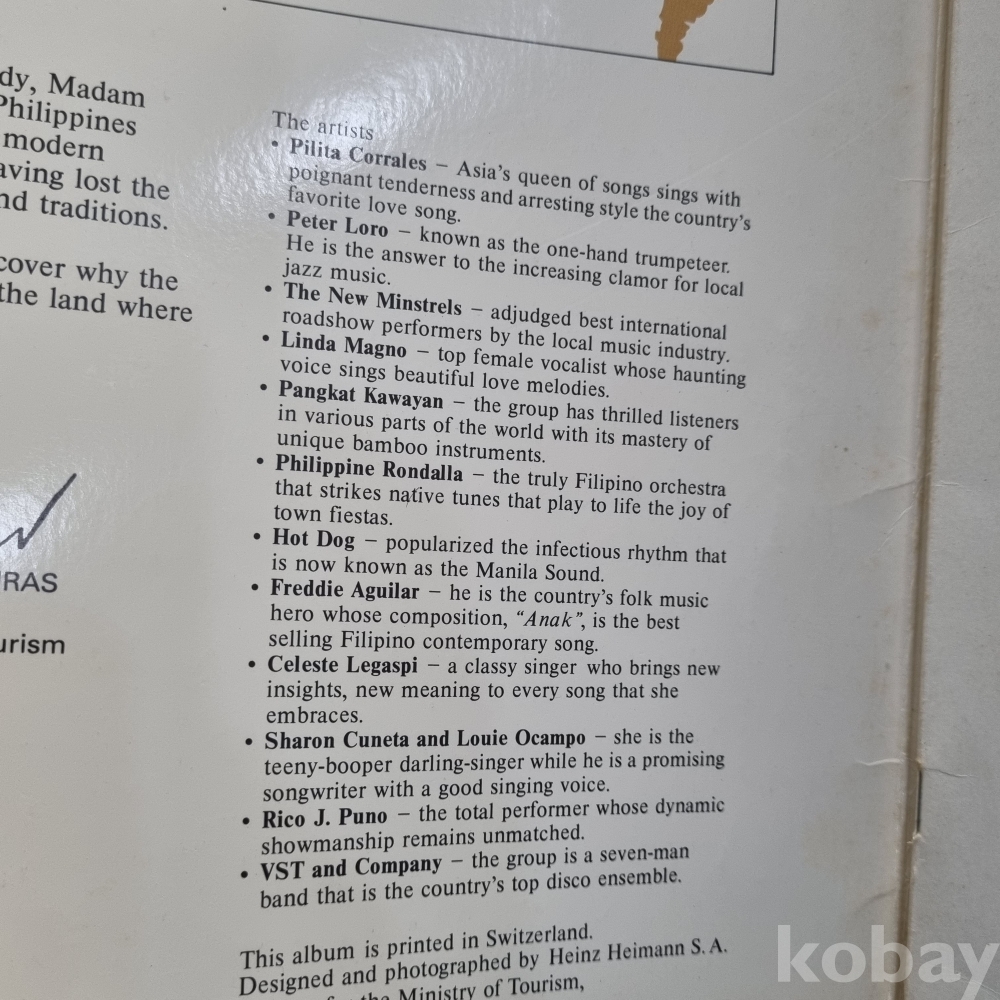 dy, Madam
Philippines
modern
aving lost the
nd traditions.
cover why the
the land where
RAS
urism
The artists
• Pilita Corrales – Asia's queen of songs sings with
poignant tenderness and arresting style the country's
favorite love song.
• Peter Loro – known as the one-hand trumpeteer.
He is the answer to the increasing clamor for local
jazz music.
• The New Minstrels – adjudged best international
roadshow performers by the local music industry.
• Linda Magno – top female vocalist whose haunting
voice sings beautiful love melodies.
• Pangkat Kawayan – the group has thrilled listeners
in various parts of the world with its mastery of
unique bamboo instruments.
• Philippine Rondalla – the truly Filipino orchestra
that strikes native tunes that play to life the joy of
town fiestas.
• Hot Dog – popularized the infectious rhythm that
is now known as the Manila Sound.
• Freddie Aguilar – he is the country's folk music
hero whose composition, "Anak", is the best
selling Filipino contemporary song.
• Celeste Legaspi – a classy singer who brings new
insights, new meaning to every song that she
embraces.
• Sharon Cuneta and Louie Ocampo – she is the
teeny-booper darling-singer while he is a promising
songwriter with a good singing voice.
• Rico J. Puno – the total performer whose dynamic
showmanship remains unmatched.
• VST and Company – the group is a seven-man
band that is the country's top disco ensemble.
This album is printed in Switzerland.
Designed and photographed by Heinz Heimann S.A.
for the Ministry of Tourism,
kobay